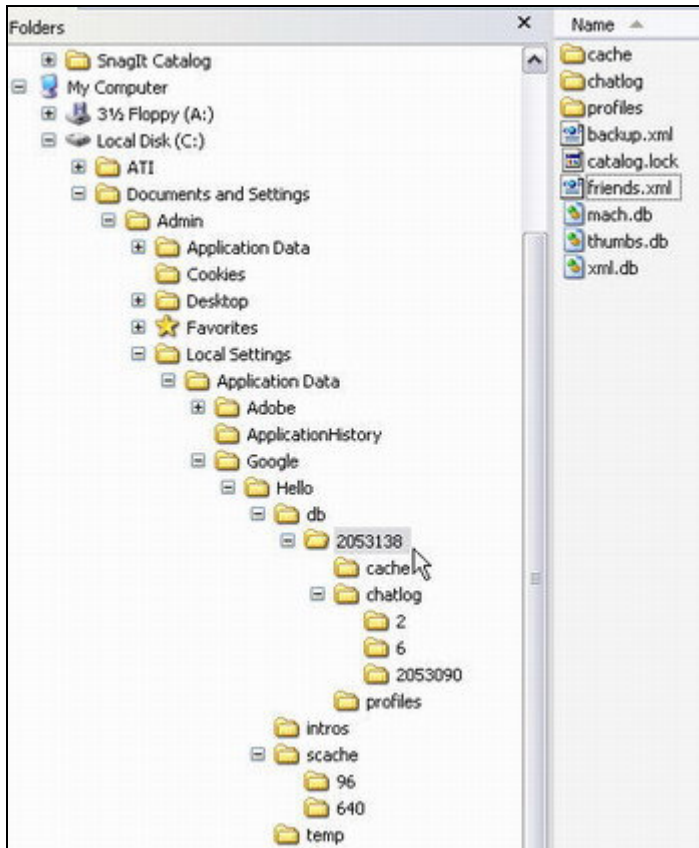 Folders
SnagIt Catalog
My Computer
3½ Floppy (A:)
Local Disk (C:)
ATI
Documents and Settings
Admin
Application Data
Cookies
Desktop
Favorites
Local Settings
Application Data
Adobe
ApplicationHistory
Google
Hello
db
2053138
cache
chatlog
2
6
2053090
profiles
intros
scache
96
640
temp
Name
cache
chatlog
profiles
backup.xml
catalog.lock
friends.xml
mach.db
thumbs.db
xml.db